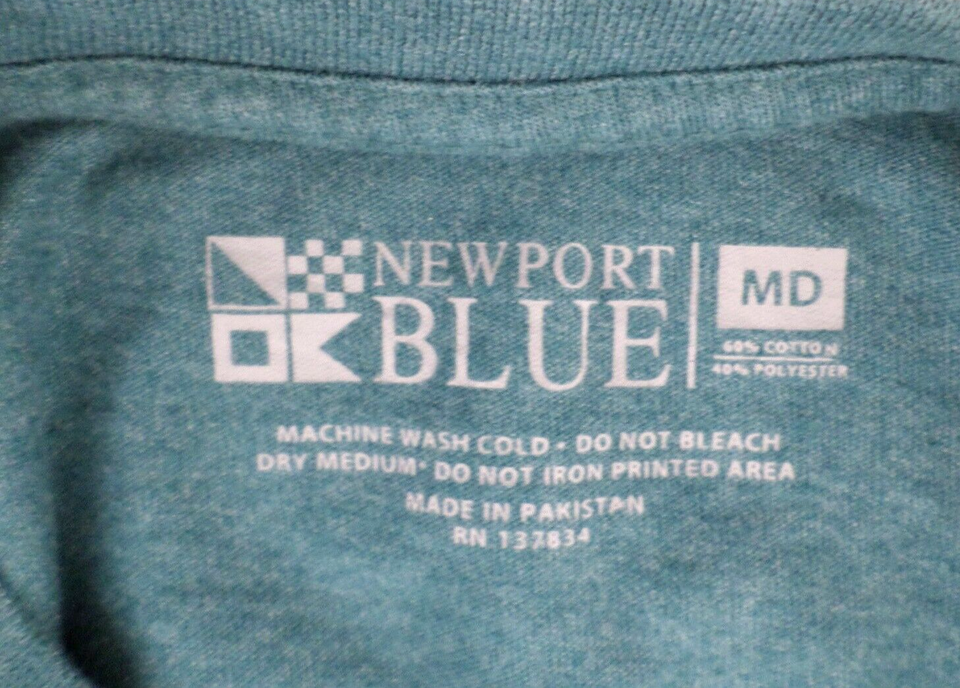 NEWPORT
BLUE
MD
60% COTTON
40% POLYESTER
MACHINE WASH COLD • DO NOT BLEACH
DRY MEDIUM • DO NOT IRON PRINTED AREA
MADE IN PAKISTAN
RN 137834